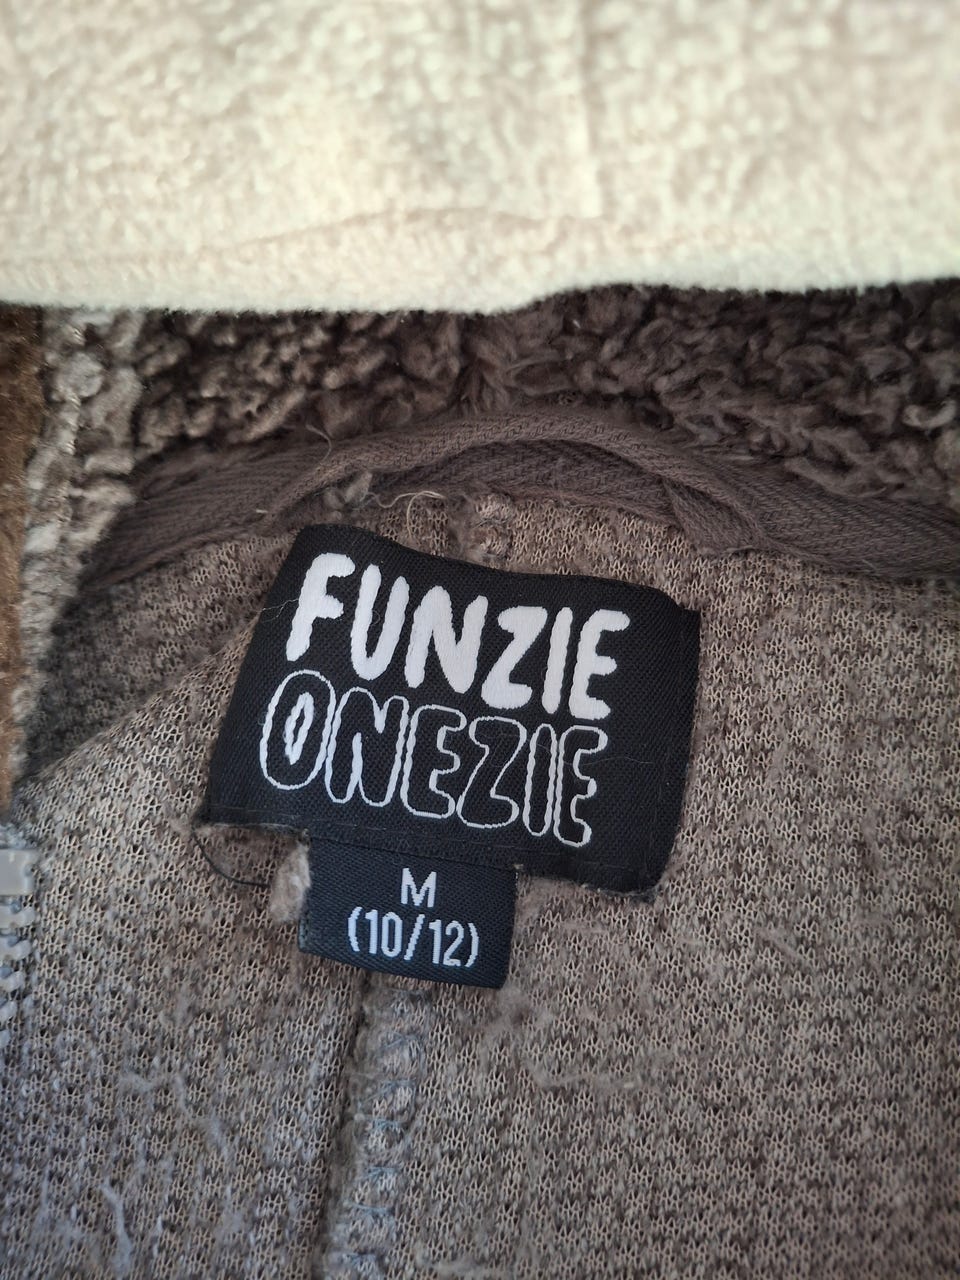 FUNZIE
ONEZIE
M
(10/12)